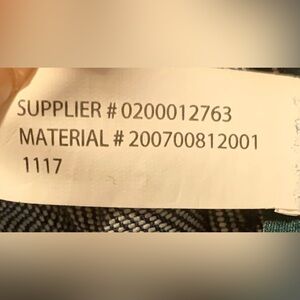 SUPPLIER # 0200012763
MATERIAL # 200700812001
1117